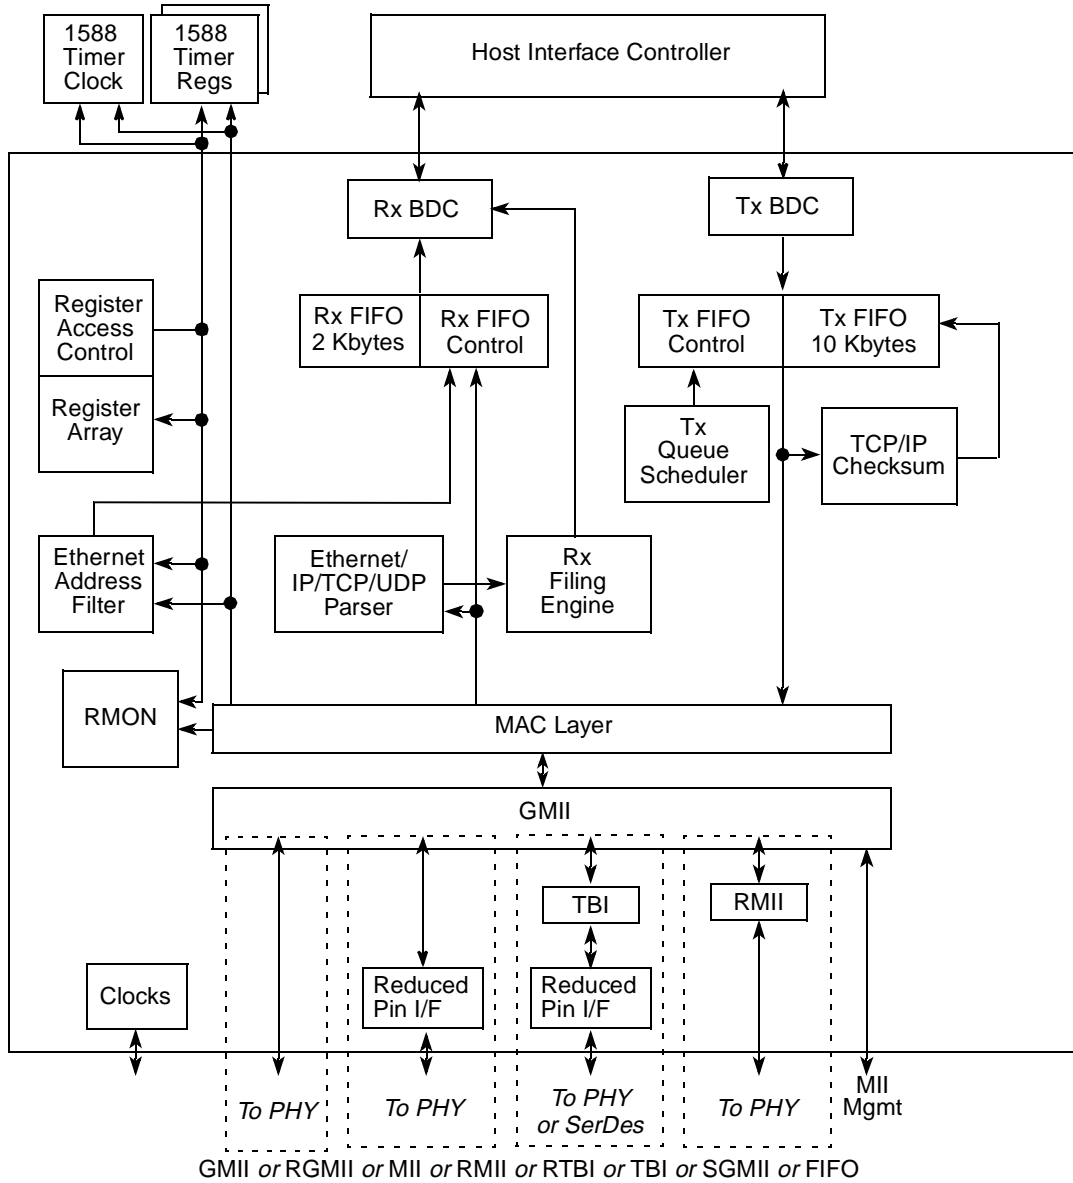 1588
Timer
Clock
1588
Timer
Regs
Host Interface Controller
Rx BDC
Tx BDC
Register
Access
Control
Register
Array
Rx FIFO
2 Kbytes
Rx FIFO
Control
Tx FIFO
Control
Tx FIFO
10 Kbytes
Tx
Queue
Scheduler
TCP/IP
Checksum
Ethernet
Address
Filter
Ethernet/
IP/TCP/UDP
Parser
Rx
Filing
Engine
RMON
MAC Layer
GMII
TBI
RMII
Clocks
Reduced
Pin I/F
Reduced
Pin I/F
To PHY
To PHY
To PHY
or SerDes
To PHY
MII
Mgmt
GMII or RGMII or MII or RMII or RTBI or TBI or SGMII or FIFO